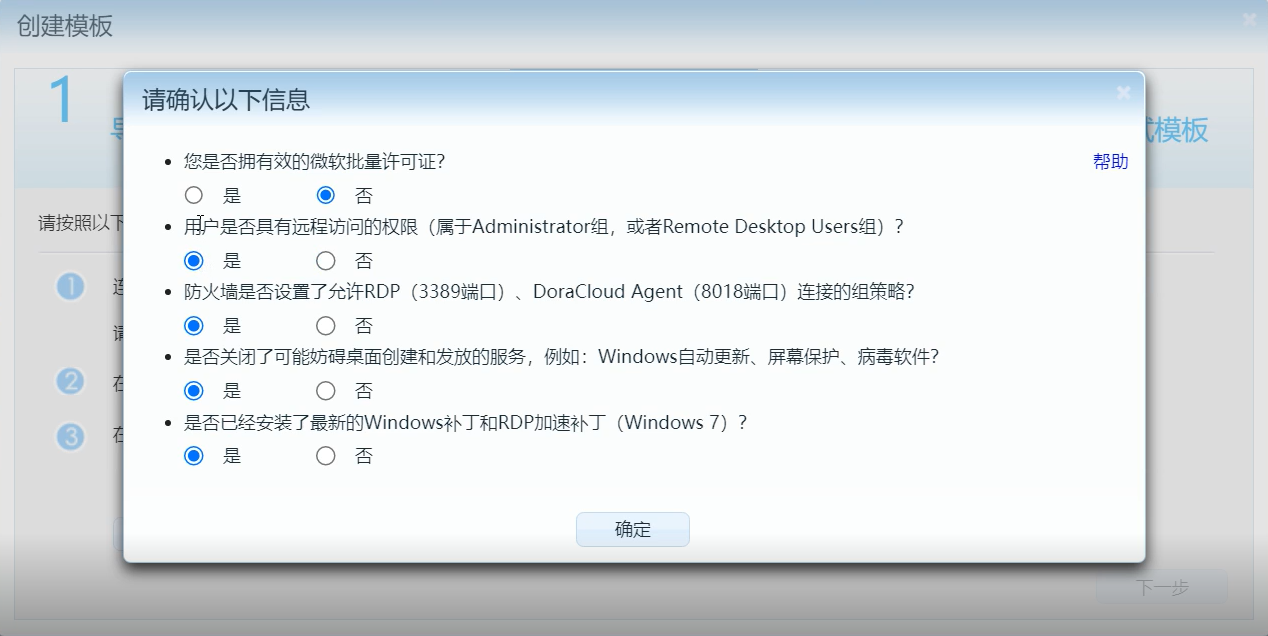 创建模板
1
模板
请确认以下信息
您是否拥有效的微软批量许可证？
帮助
是 否
用户是否具有远程访问的权限（属于Administrator组，或者Remote Desktop Users组）？
是 否
防火墙是否设置了允许RDP（3389端口）、DoraCloud Agent（8018端口）连接的组策略？
是 否
是否关闭了可能妨碍桌面创建和发放的服务，例如：Windows自动更新、屏幕保护、病毒软件？
是 否
是否已经安装了最新的Windows补丁和RDP加速补丁（Windows 7）？
是 否
确定
请按照以下
1
请
2 在
3 在
下一步